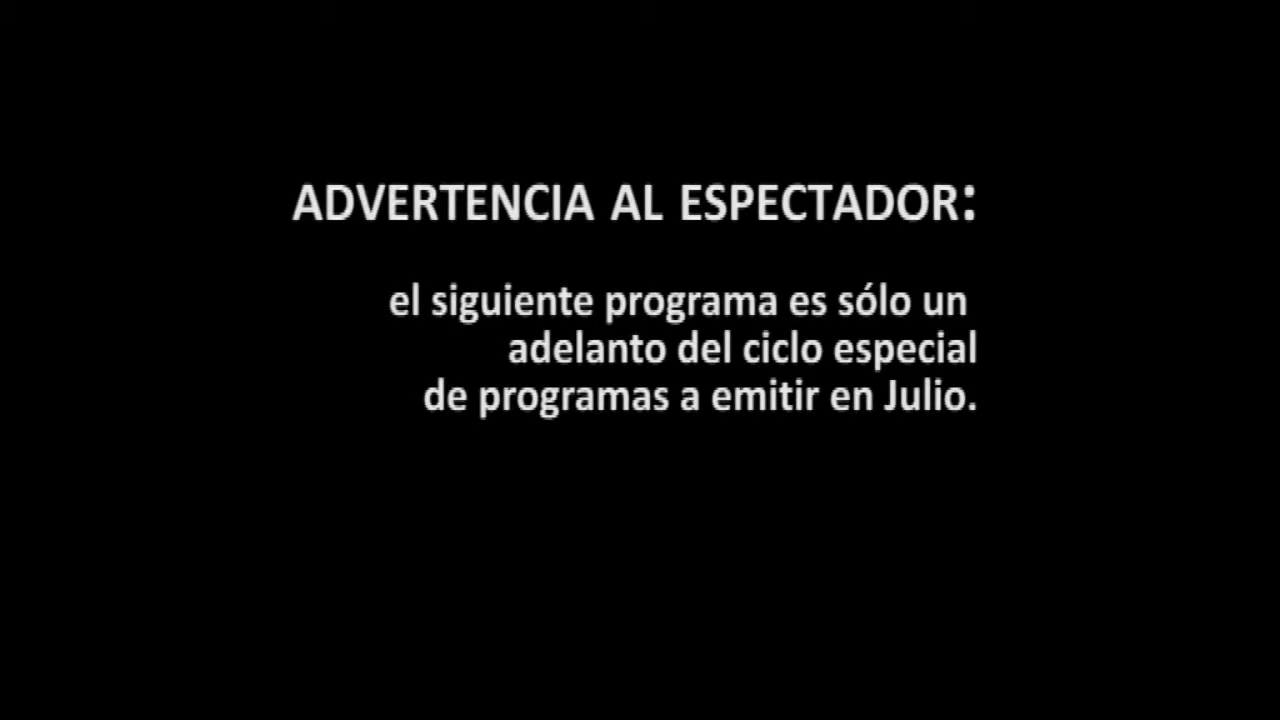 ADVERTENCIA AL ESPECTADOR:
el siguiente programa es sólo un
adelanto del ciclo especial
de programas a emitir en Julio.